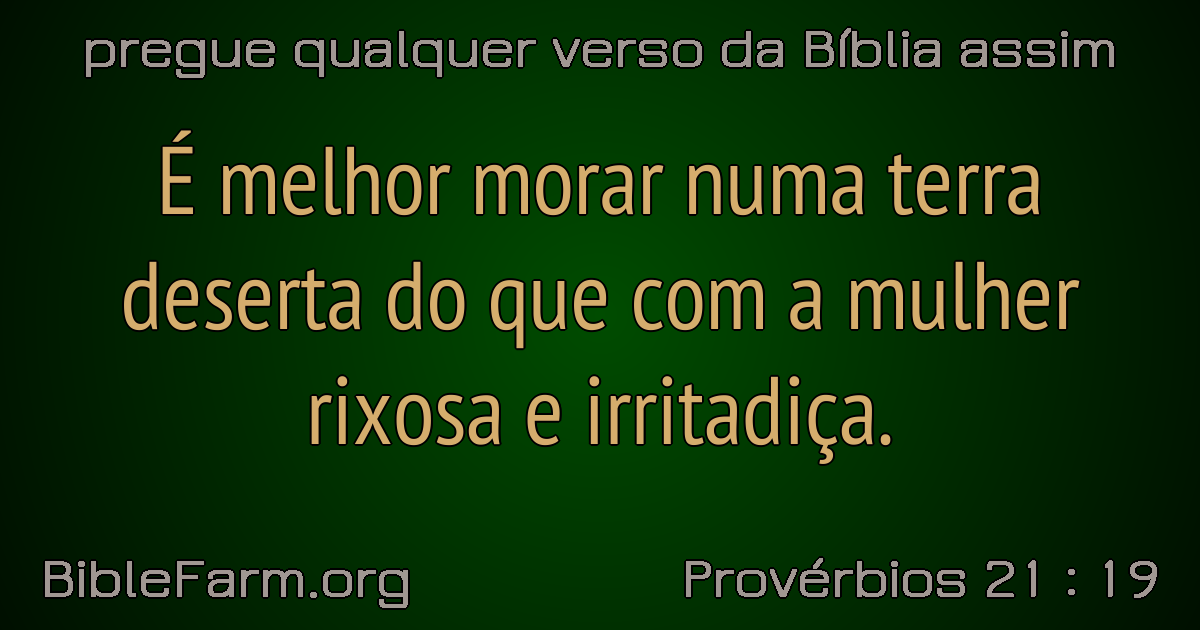 pregue qualquer verso da Bíblia assim
É melhor morar numa terra
deserta do que com a mulher
rixosa e irritadiça.
BibleFarm.org
Provérbios 21 : 19